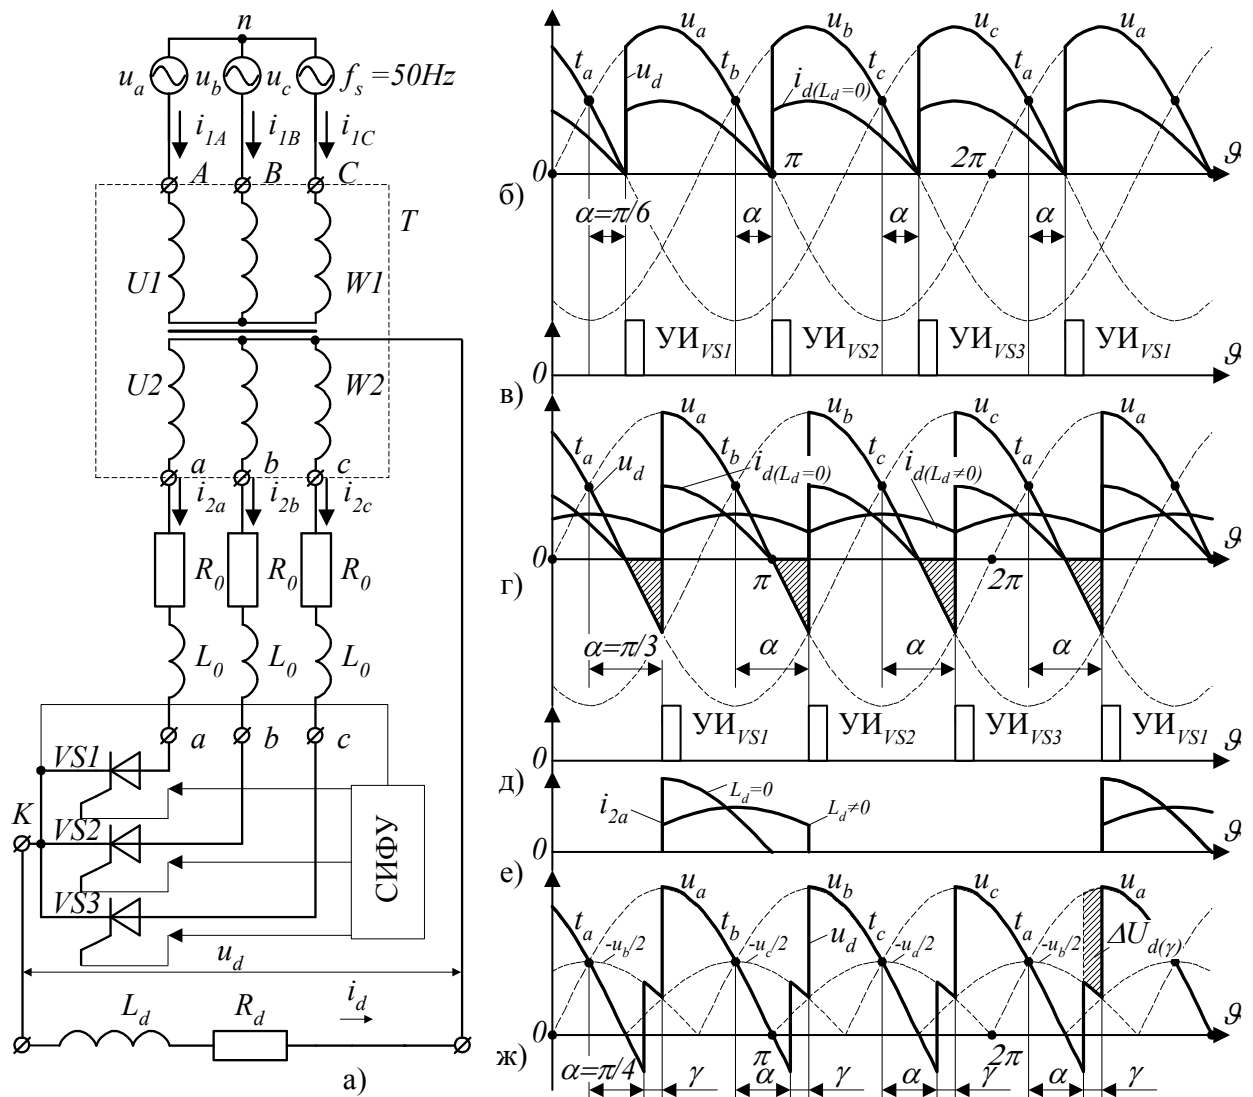 n
u_a u_b u_c f_s =50Hz
i_1A i_1B i_1C
A B C
T
U1 W1
U2 W2
a b c
i_2a i_2b i_2c
R_0 R_0 R_0
L_0 L_0 L_0
a b c
VS1
K
VS2
VS3
СИФУ
u_d
i_d
L_d R_d
а)
u_a u_b u_c u_a
t_a u_d t_b i_d(L_d=0) t_c t_a
0 π 2π ϑ
б)
α=π/6 α α α
УИ_VS1 УИ_VS2 УИ_VS3 УИ_VS1
0 ϑ
в)
u_a u_b u_c u_a
t_a u_d t_b i_d(L_d=0) t_c i_d(L_d≠0) t_a
0 π 2π ϑ
г)
α=π/3 α α α
УИ_VS1 УИ_VS2 УИ_VS3 УИ_VS1
0 ϑ
д)
i_2a L_d=0 L_d≠0
0 ϑ
е)
u_a u_b u_c u_a
t_a -u_b/2 t_b -u_c/2 u_d t_c -u_a/2 t_a -u_b/2 ΔU_d(γ)
0 π 2π ϑ
ж)
α=π/4 γ α γ α γ α γ